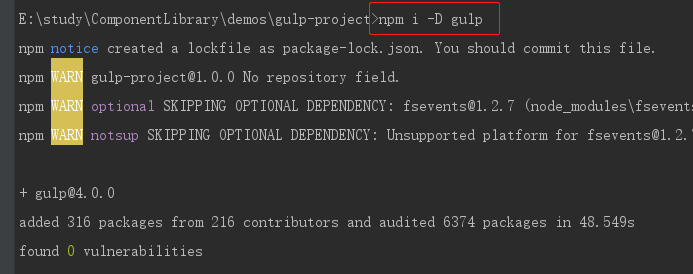 E:\study\ComponentLibrary\demos\gulp-project>npm i -D gulp
npm notice created a lockfile as package-lock.json. You should commit this file.
npm WARN gulp-project@1.0.0 No repository field.
npm WARN optional SKIPPING OPTIONAL DEPENDENCY: fsevents@1.2.7 (node_modules\fsevents
npm WARN notsup SKIPPING OPTIONAL DEPENDENCY: Unsupported platform for fsevents@1.2.7
+ gulp@4.0.0
added 316 packages from 216 contributors and audited 6374 packages in 48.549s
found 0 vulnerabilities